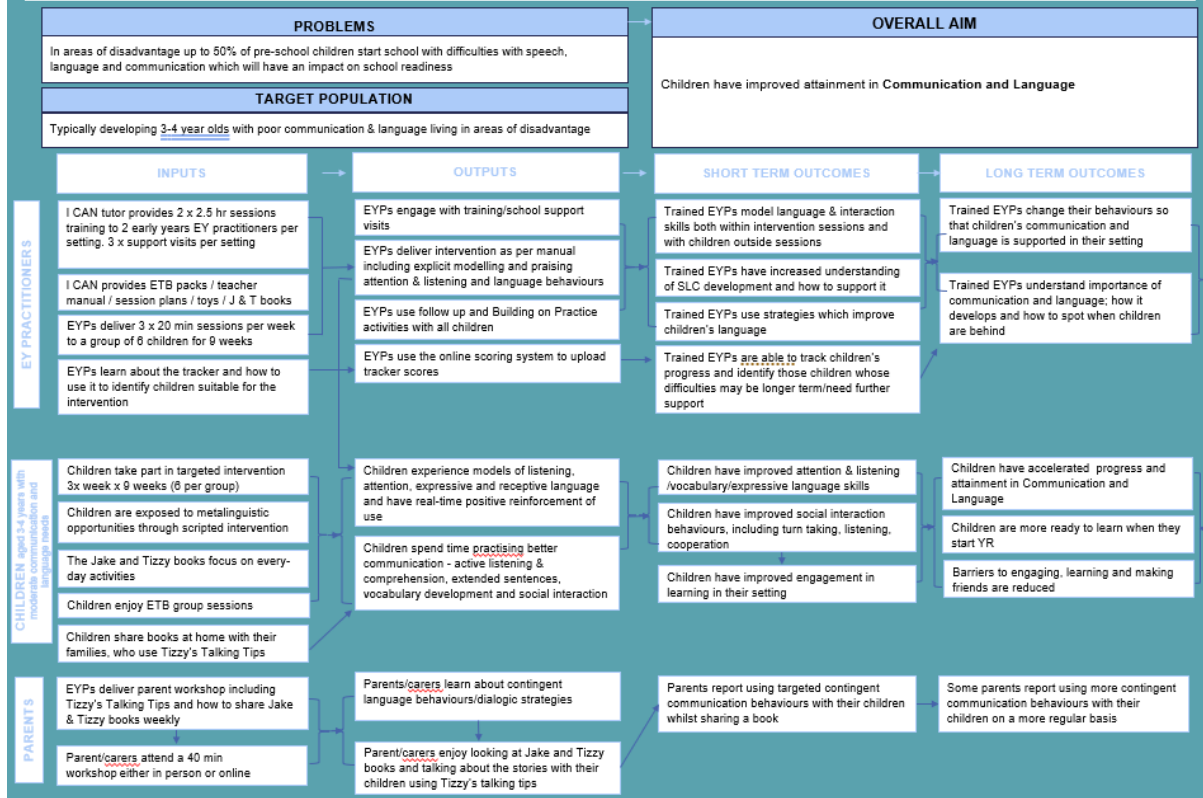 PROBLEMS
In areas of disadvantage up to 50% of pre-school children start school with difficulties with speech,
language and communication which will have an impact on school readiness
OVERALL AIM
Children have improved attainment in Communication and Language
TARGET POPULATION
Typically developing 3-4 year olds with poor communication & language living in areas of disadvantage
INPUTS
OUTPUTS
SHORT TERM OUTCOMES
LONG TERM OUTCOMES
EY PRACTITIONERS
I CAN tutor provides 2 x 2.5 hr sessions
training to 2 early years EY practitioners per
setting. 3 x support visits per setting
I CAN provides ETB packs / teacher
manual / session plans / toys / J & T books
EYPs deliver 3 x 20 min sessions per week
to a group of 6 children for 9 weeks
EYPs learn about the tracker and how to
use it to identify children suitable for the
intervention
EYPs engage with training/school support
visits
EYPs deliver intervention as per manual
including explicit modelling and praising
attention & listening and language behaviours
EYPs use follow up and Building on Practice
activities with all children
EYPs use the online scoring system to upload
tracker scores
Trained EYPs model language & interaction
skills both within intervention sessions and
with children outside sessions
Trained EYPs have increased understanding
of SLC development and how to support it
Trained EYPs use strategies which improve
children's language
Trained EYPs are able to track children's
progress and identify those children whose
difficulties may be longer term/need further
support
Trained EYPs change their behaviours so
that children's communication and
language is supported in their setting
Trained EYPs understand importance of
communication and language; how it
develops and how to spot when children
are behind
CHILDREN aged 3-4 years with
moderate communication and
language needs
Children take part in targeted intervention
3x week x 9 weeks (6 per group)
Children are exposed to metalinguistic
opportunities through scripted intervention
The Jake and Tizzy books focus on every-
day activities
Children enjoy ETB group sessions
Children share books at home with their
families, who use Tizzy's Talking Tips
Children experience models of listening,
attention, expressive and receptive language
and have real-time positive reinforcement of
use
Children spend time practising better
communication - active listening &
comprehension, extended sentences,
vocabulary development and social interaction
Children have improved attention & listening
/vocabulary/expressive language skills
Children have improved social interaction
behaviours, including turn taking, listening,
cooperation
Children have improved engagement in
learning in their setting
Children have accelerated progress and
attainment in Communication and
Language
Children are more ready to learn when they
start YR
Barriers to engaging, learning and making
friends are reduced
PARENTS
EYPs deliver parent workshop including
Tizzy's Talking Tips and how to share Jake
& Tizzy books weekly
Parent/carers attend a 40 min
workshop either in person or online
Parents/carers learn about contingent
language behaviours/dialogic strategies
Parent/carers enjoy looking at Jake and Tizzy
books and talking about the stories with their
children using Tizzy's talking tips
Parents report using targeted contingent
communication behaviours with their children
whilst sharing a book
Some parents report using more contingent
communication behaviours with their
children on a more regular basis